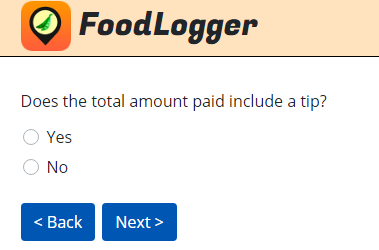 FoodLogger
Does the total amount paid include a tip?
Yes
No
< Back Next >